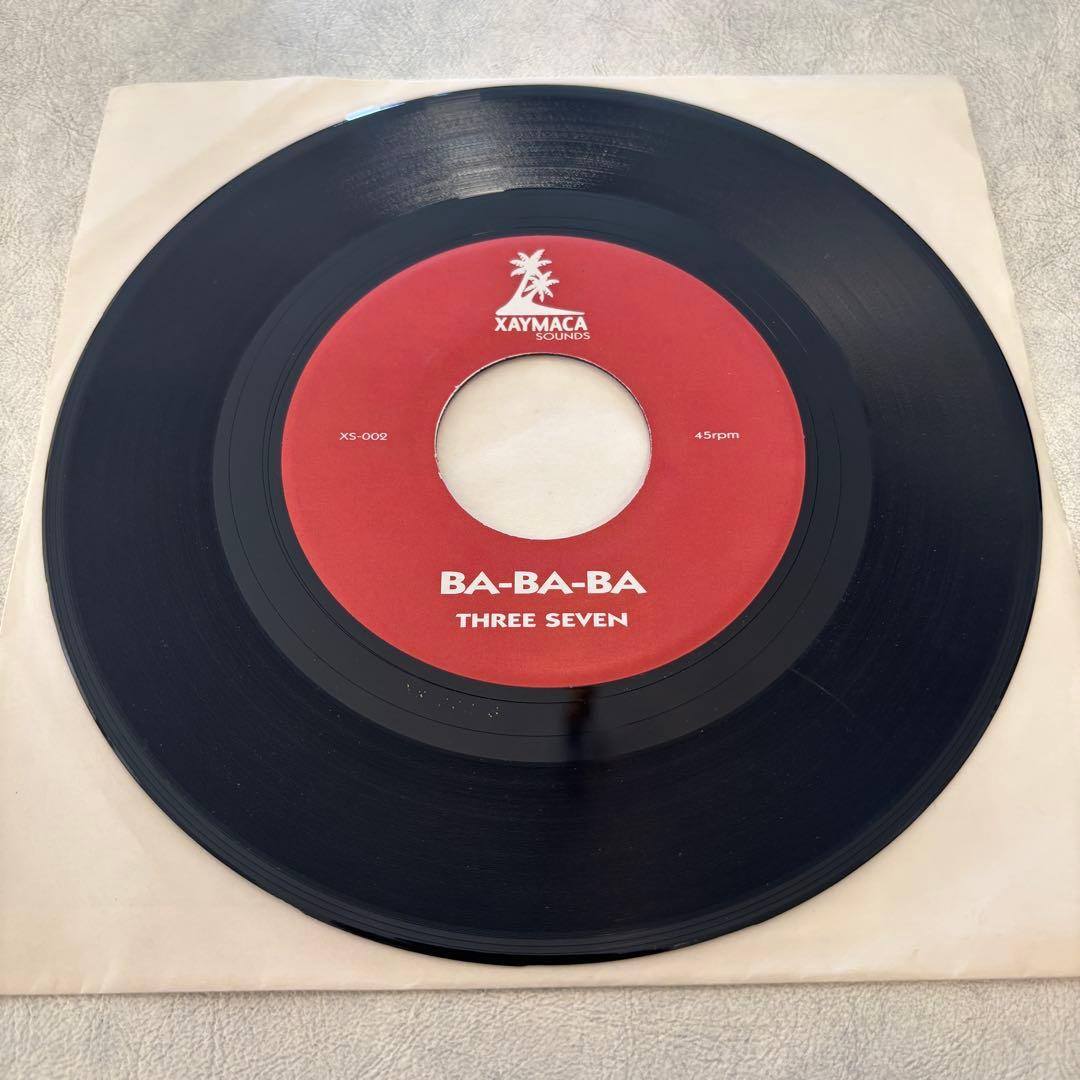 XAYMACA
SOUNDS
XS-002
45rpm
BA-BA-BA
THREE SEVEN